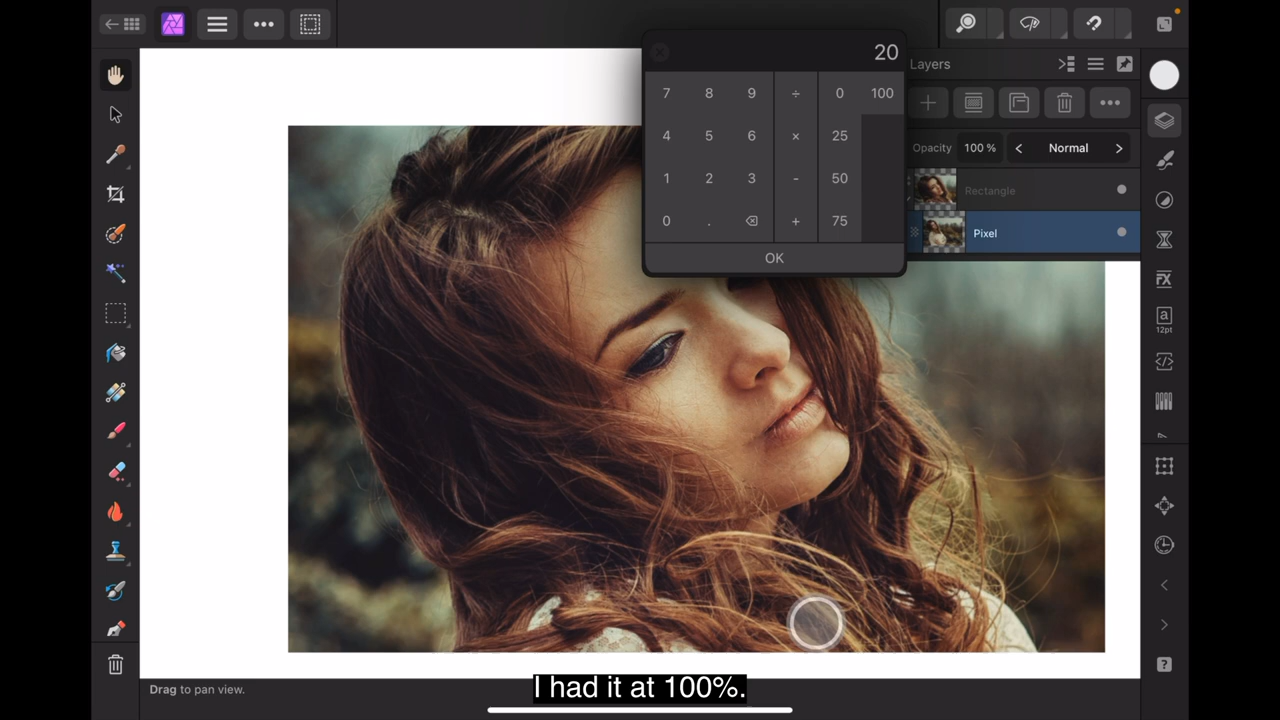 20
7 8 9 ÷ 0 100
4 5 6 × 25
1 2 3 - 50
0 . + 75
OK
Layers
Opacity 100 % < Normal >
Rectangle
Pixel
FX
a
12pt
Drag to pan view.
I had it at 100%.